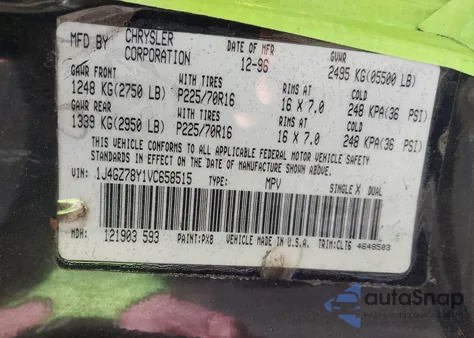 MFD BY CHRYSLER CORPORATION DATE OF MFR 12-96 GVWR 2495 KG(05500 LB)
GAWR FRONT WITH TIRES RIMS AT COLD
1248 KG(2750 LB) P225/70R16 16 X 7.0 248 KPA(36 PSI)
GAWR REAR WITH TIRES RIMS AT COLD
1339 KG(2950 LB) P225/70R16 16 X 7.0 248 KPA(36 PSI)
THIS VEHICLE CONFORMS TO ALL APPLICABLE FEDERAL MOTOR VEHICLE SAFETY
STANDARDS IN EFFECT ON THE DATE OF MANUFACTURE SHOWN ABOVE.
VIN: 1J4GZ78Y1VC658515 TYPE: MPV SINGLE X DUAL
MDH: 121903 593 PAINT:PX8 VEHICLE MADE IN U.S.A. TRIM:CLT6 4648503
autoSnap